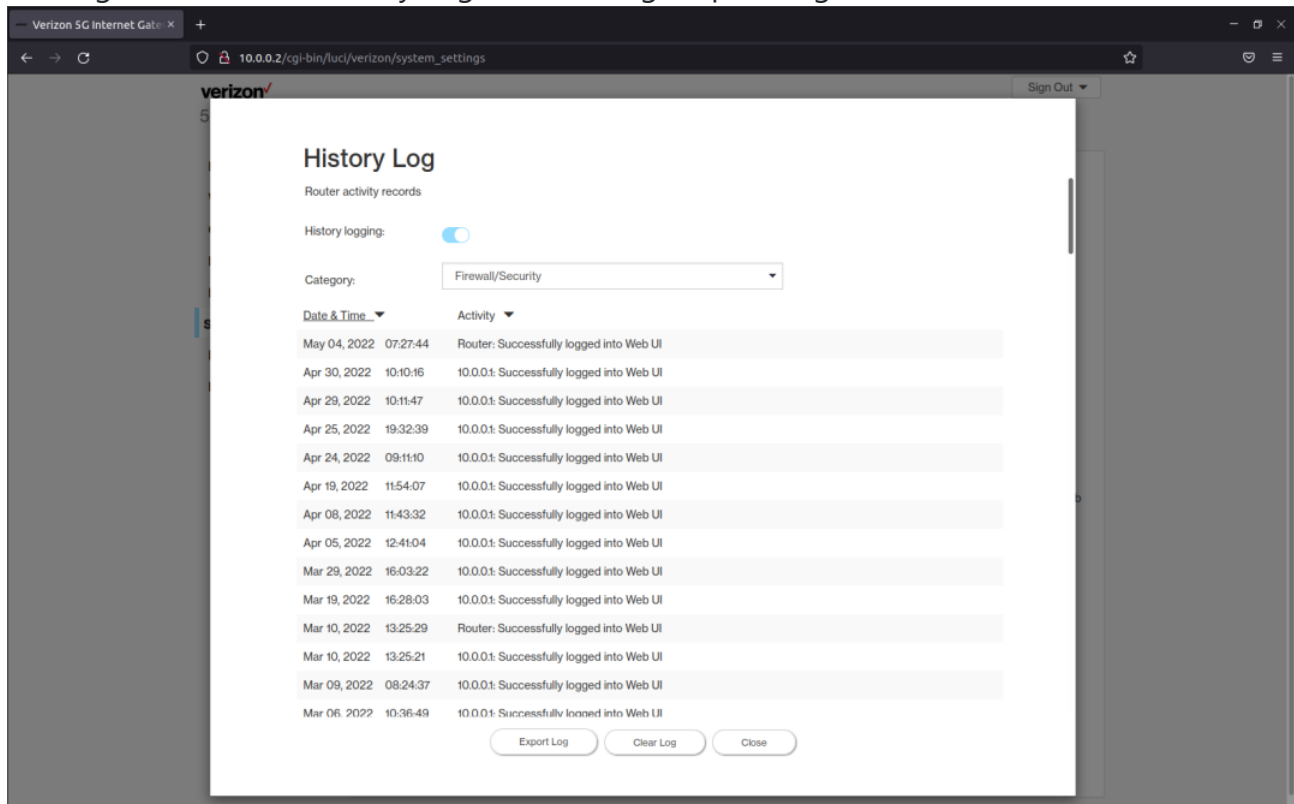 Verizon 5G Internet Gate
10.0.0.2/cgi-bin/luci/verizon/system_settings
verizon
Sign Out
5
History Log
Router activity records
History logging:
Category:
Firewall/Security
Date & Time
Activity
May 04, 2022 07:27:44 Router: Successfully logged into Web UI
Apr 30, 2022 10:10:16 10.0.0.1: Successfully logged into Web UI
Apr 29, 2022 10:11:47 10.0.0.1: Successfully logged into Web UI
Apr 25, 2022 19:32:39 10.0.0.1: Successfully logged into Web UI
Apr 24, 2022 09:11:10 10.0.0.1: Successfully logged into Web UI
Apr 19, 2022 11:54:07 10.0.0.1: Successfully logged into Web UI
Apr 08, 2022 11:43:32 10.0.0.1: Successfully logged into Web UI
Apr 05, 2022 12:41:04 10.0.0.1: Successfully logged into Web UI
Mar 29, 2022 16:03:22 10.0.0.1: Successfully logged into Web UI
Mar 19, 2022 16:28:03 10.0.0.1: Successfully logged into Web UI
Mar 10, 2022 13:25:29 Router: Successfully logged into Web UI
Mar 10, 2022 13:25:21 10.0.0.1: Successfully logged into Web UI
Mar 09, 2022 08:24:37 10.0.0.1: Successfully logged into Web UI
Mar 06, 2022 10:36:49 10.0.0.1: Successfully logged into Web UI
Export Log
Clear Log
Close